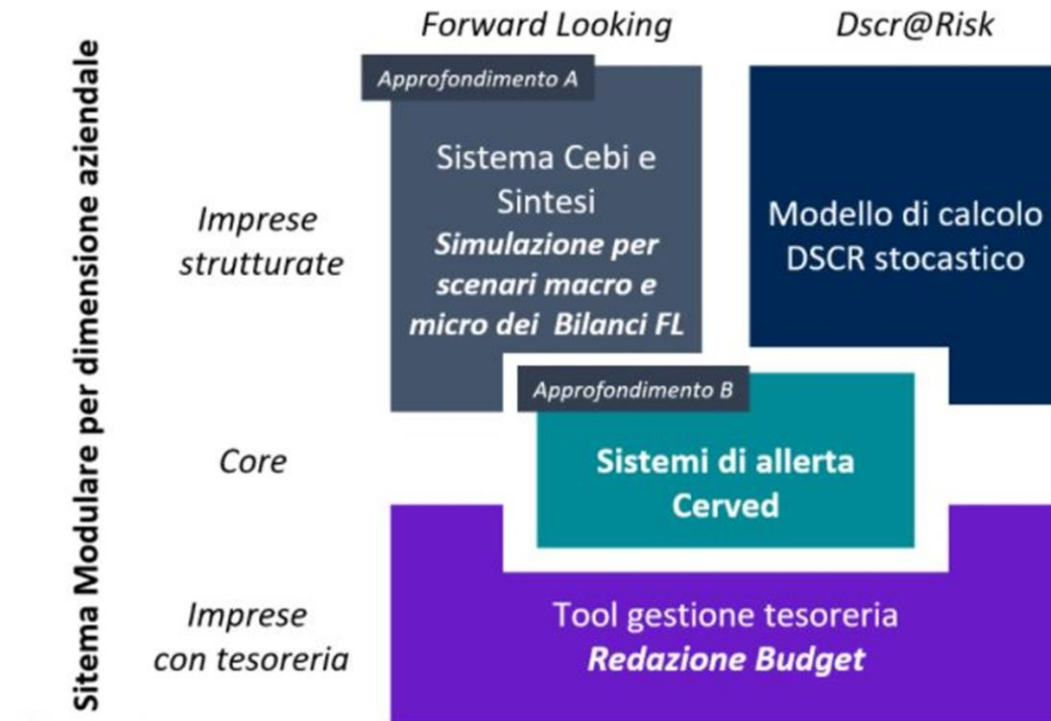 Forward Looking
Dscr@Risk
Sitema Modulare per dimensione aziendale
Approfondimento A
Imprese
strutturate
Sistema Cebi e
Sintesi
Simulazione per
scenari macro e
micro dei Bilanci FL
Modello di calcolo
DSCR stocastico
Approfondimento B
Core
Sistemi di allerta
Cerved
Imprese
con tesoreria
Tool gestione tesoreria
Redazione Budget